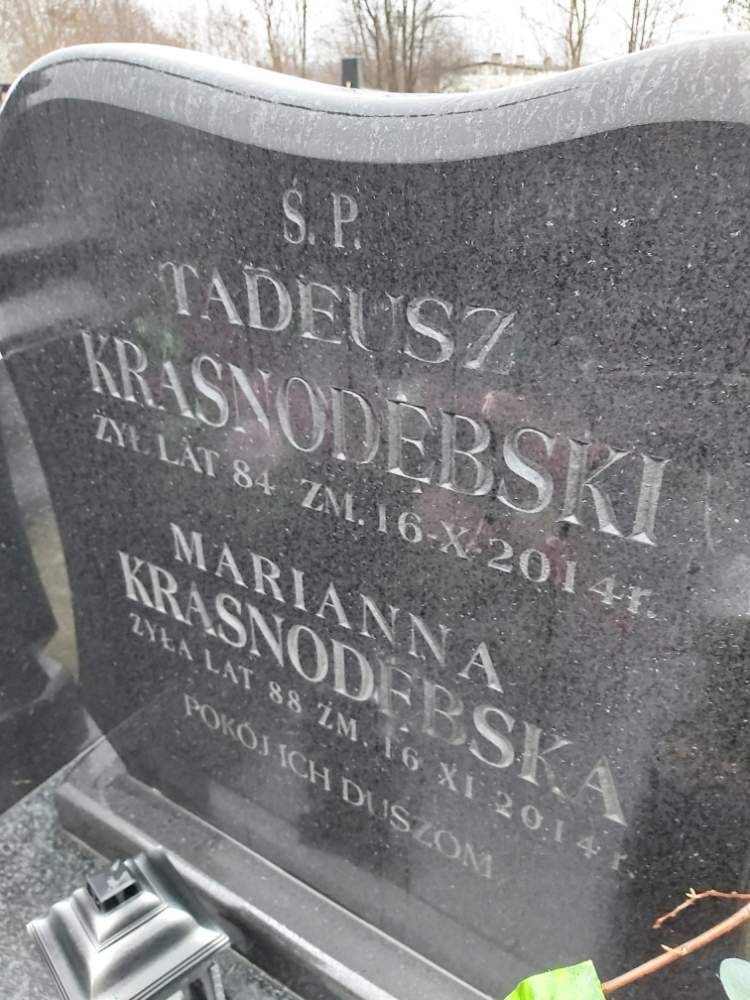 Ś. P.
TADEUSZ
KRASNODĘBSKI
ŻYŁ LAT 84 ZM. 16-X-2014r.
MARIANNA
KRASNODĘBSKA
ŻYŁA LAT 88 ZM. 16 XI 2014 r.
POKÓJ ICH DUSZOM